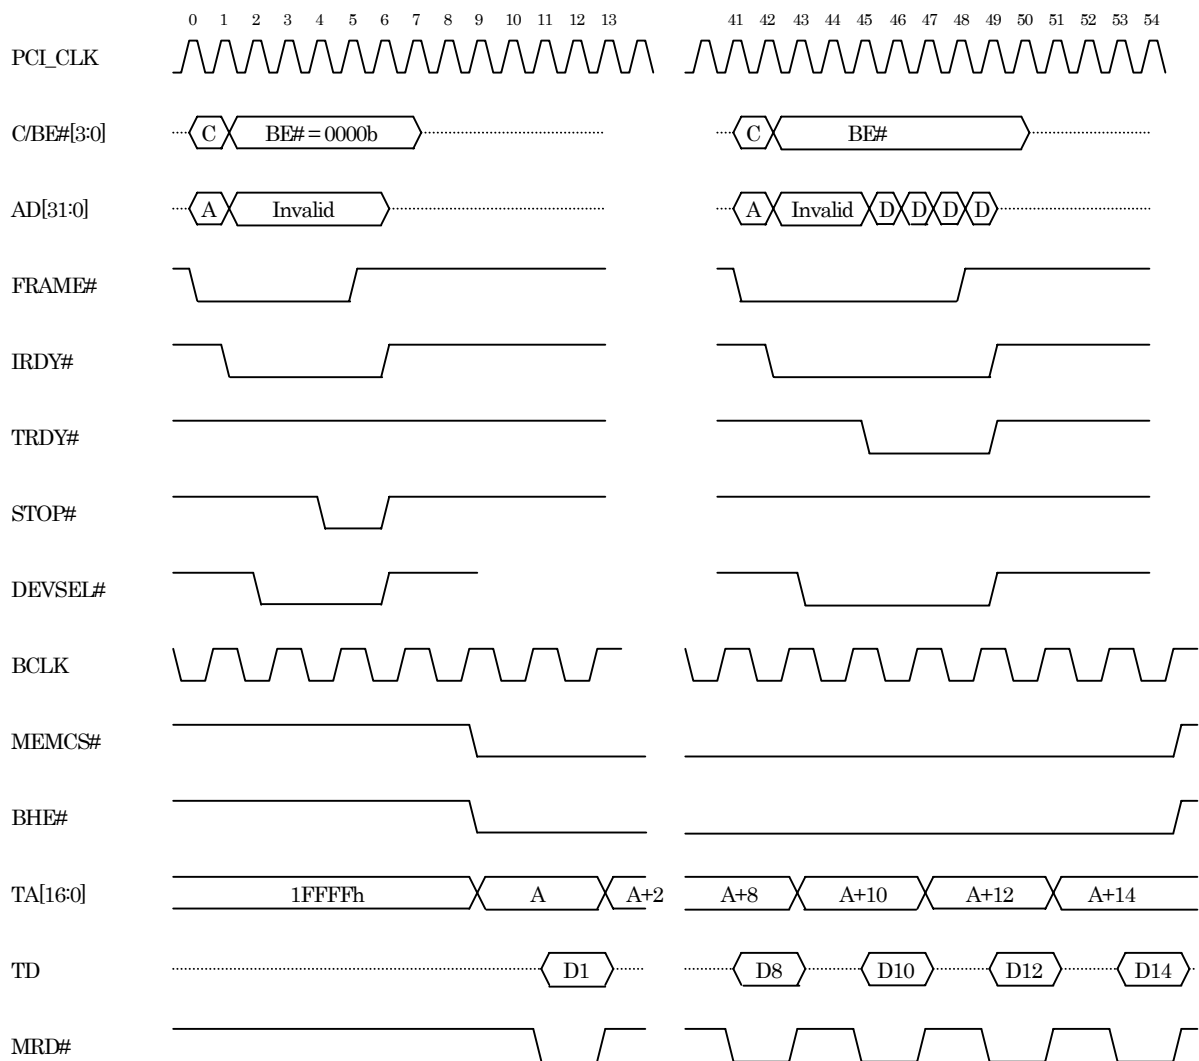 0 1 2 3 4 5 6 7 8 9 10 11 12 13 41 42 43 44 45 46 47 48 49 50 51 52 53 54
PCI_CLK
C/BE#[3:0] C BE# = 0000b C BE#
AD[31:0] A Invalid A Invalid D D D D
FRAME#
IRDY#
TRDY#
STOP#
DEVSEL#
BCLK
MEMCS#
BHE#
TA[16:0] 1FFFFh A A+2 A+8 A+10 A+12 A+14
TD D1 D8 D10 D12 D14
MRD#